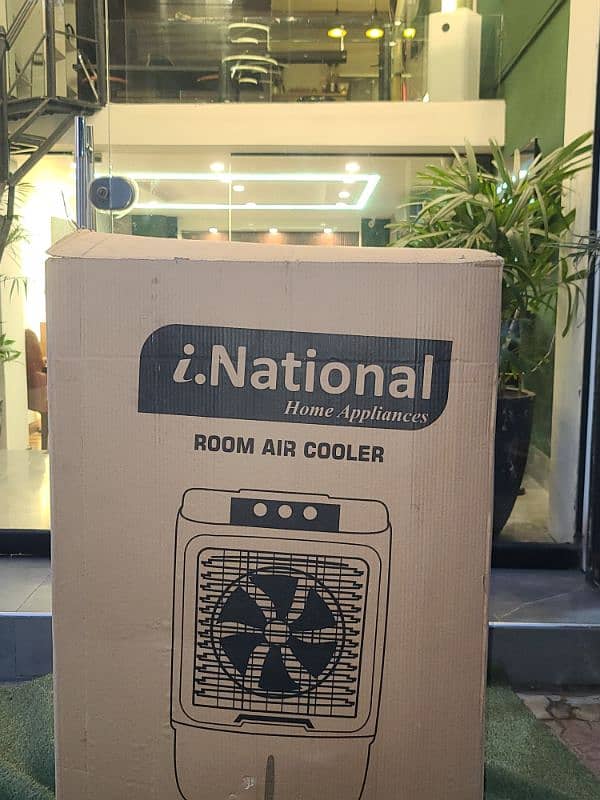 i.National
Home Appliances
ROOM AIR COOLER